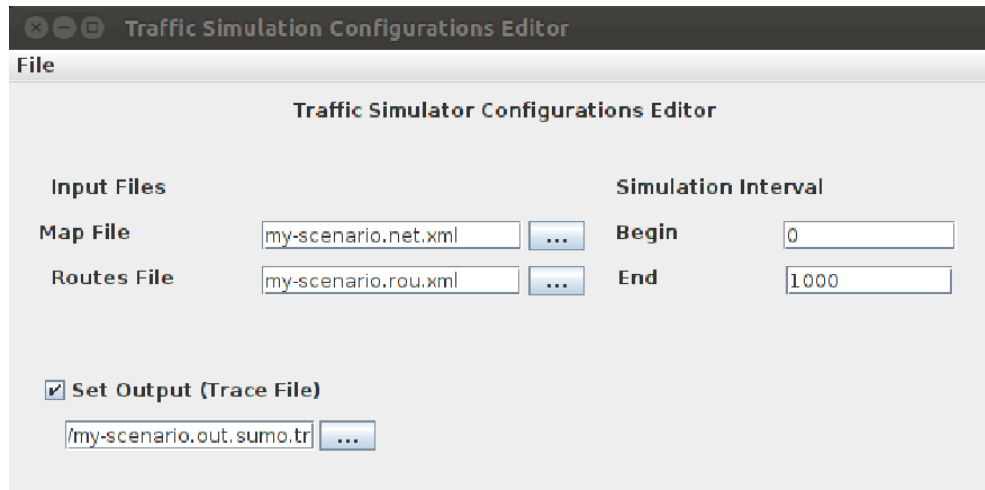 Traffic Simulation Configurations Editor
File
Traffic Simulator Configurations Editor
Input Files
Simulation Interval
Map File my-scenario.net.xml ... Begin 0
Routes File my-scenario.rou.xml ... End 1000
Set Output (Trace File)
/my-scenario.out.sumo.tr ...